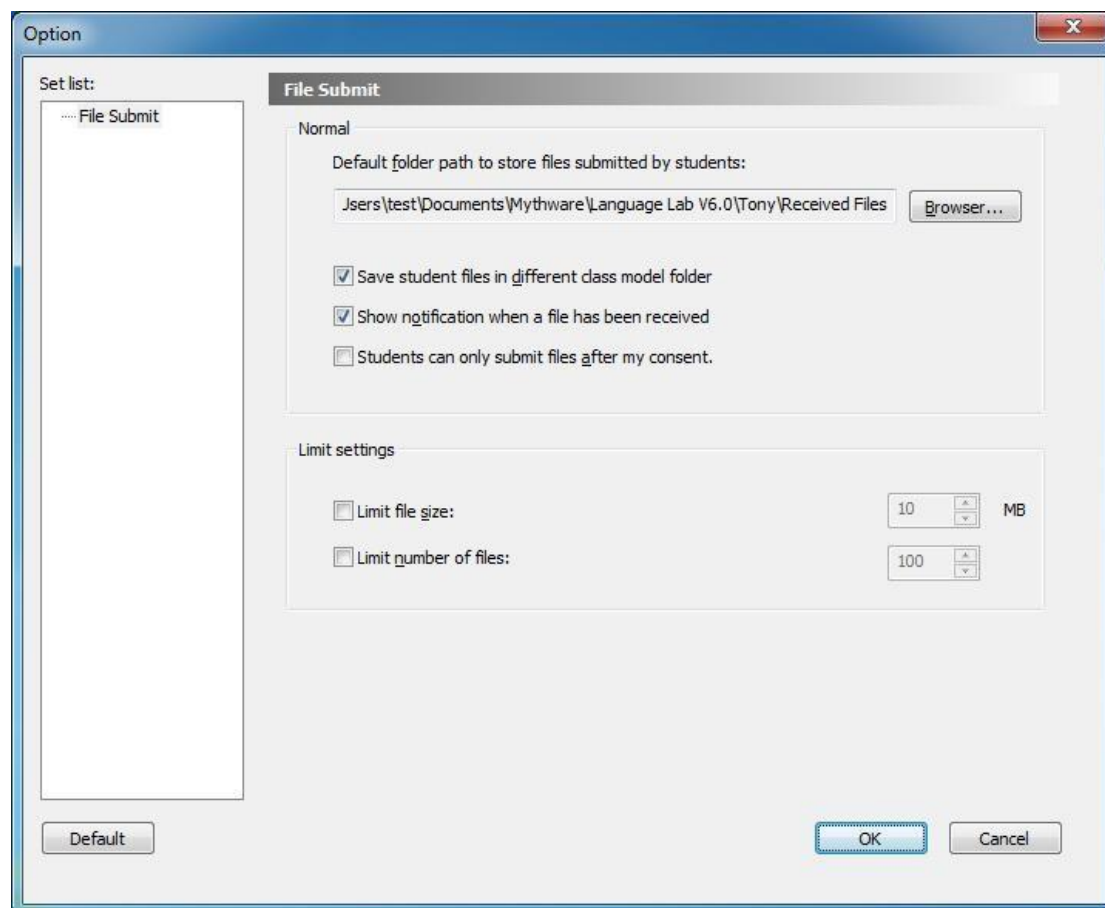 Option
Set list:
File Submit
File Submit
Normal
Default folder path to store files submitted by students:
Jsers\test\Documents\Mythware\Language Lab V6.0\Tony\Received Files
Browser...
Save student files in different class model folder
Show notification when a file has been received
Students can only submit files after my consent.
Limit settings
Limit file size:
10
MB
Limit number of files:
100
Default
OK
Cancel